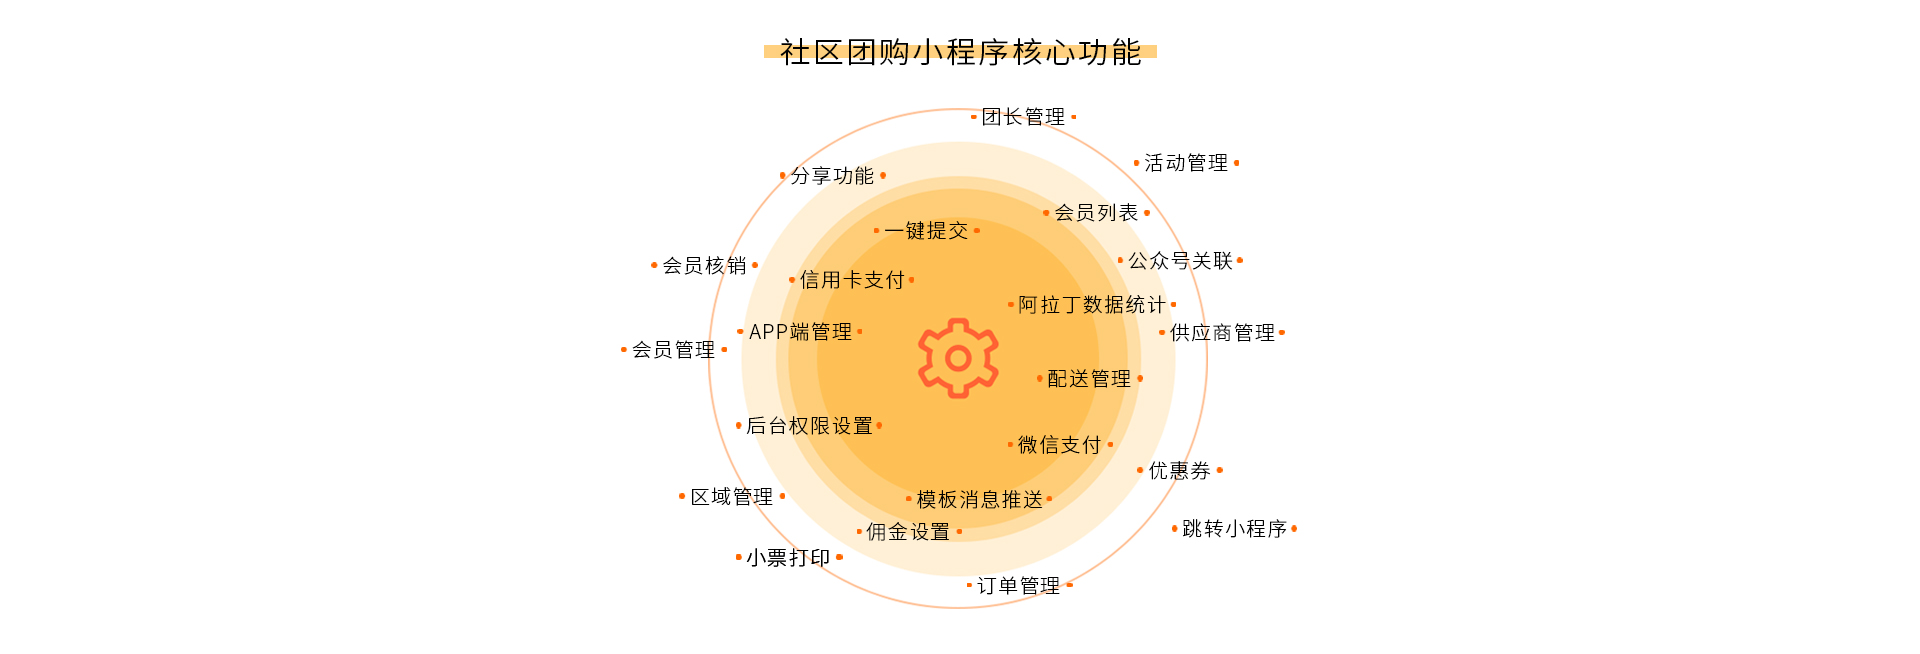 社区团购小程序核心功能
团长管理
活动管理
分享功能
会员列表
一键提交
公众号关联
会员核销
信用卡支付
阿拉丁数据统计
APP端管理
供应商管理
会员管理
配送管理
后台权限设置
微信支付
优惠券
区域管理
模板消息推送
跳转小程序
佣金设置
小票打印
订单管理